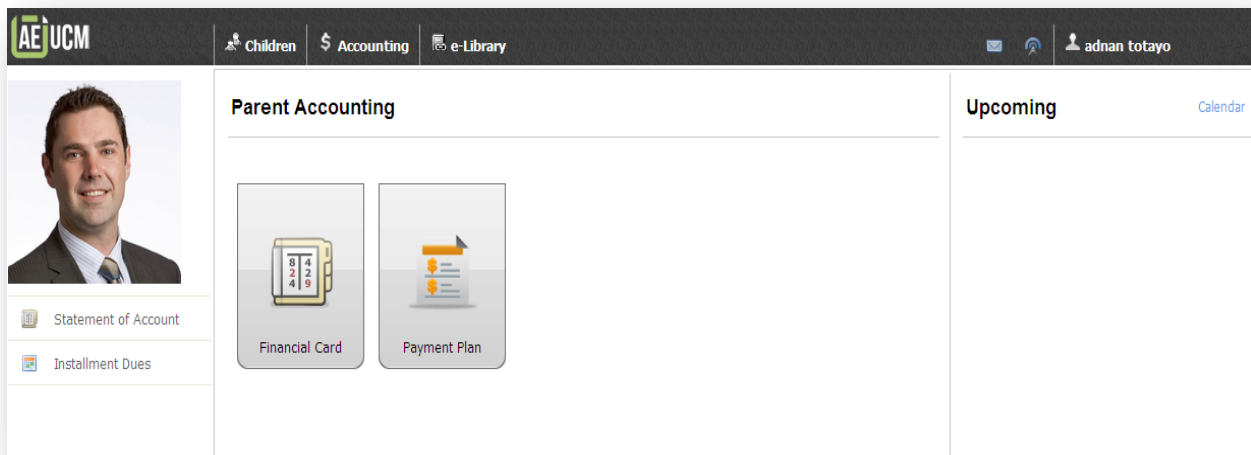 AE UCM
Children
$ Accounting
e-Library
adnan totayo
Parent Accounting
Upcoming
Calendar
8 4
2 2
4 9
$
$
Financial Card
Payment Plan
Statement of Account
Installment Dues